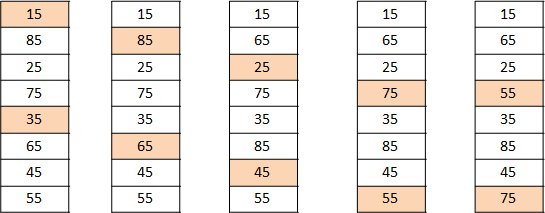 15 15 15 15 15
85 85 65 65 65
25 25 25 25 25
75 75 75 75 55
35 35 35 35 35
65 65 85 85 85
45 45 45 45 45
55 55 55 55 75